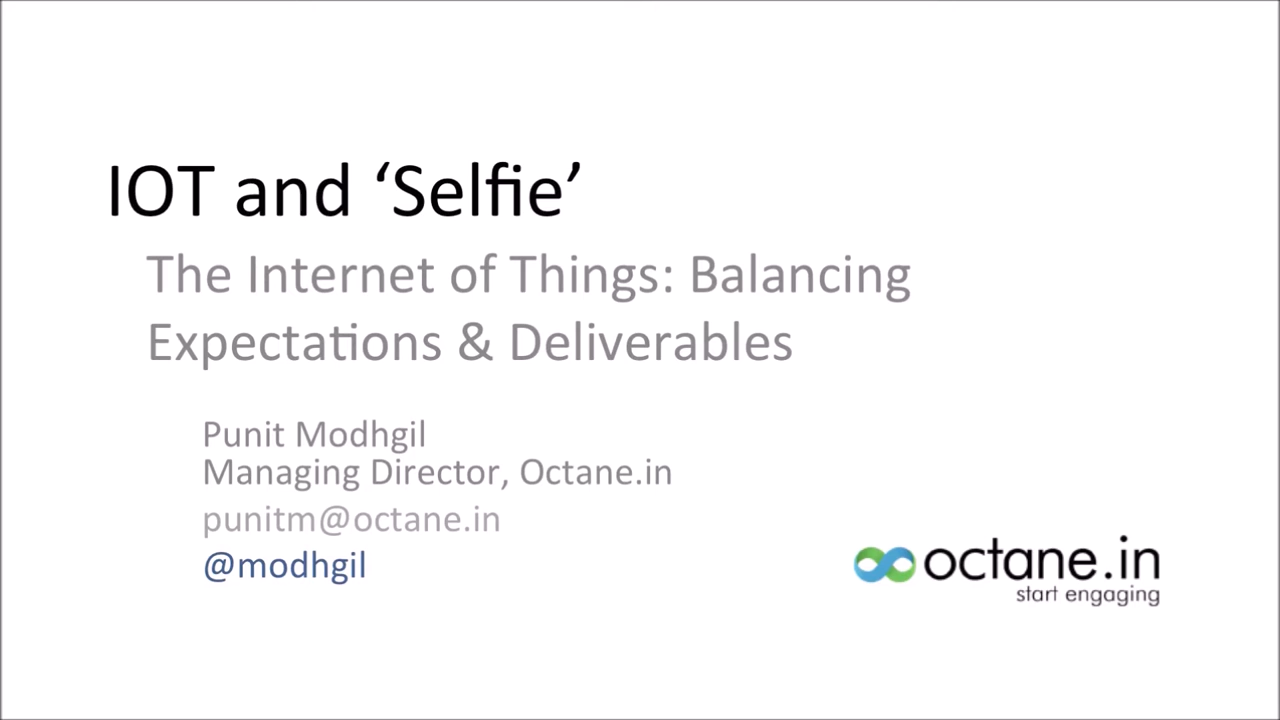 IOT and ‘Selfie’
The Internet of Things: Balancing
Expectations & Deliverables
Punit Modhgil
Managing Director, Octane.in
punitm@octane.in
@modhgil
octane.in
start engaging